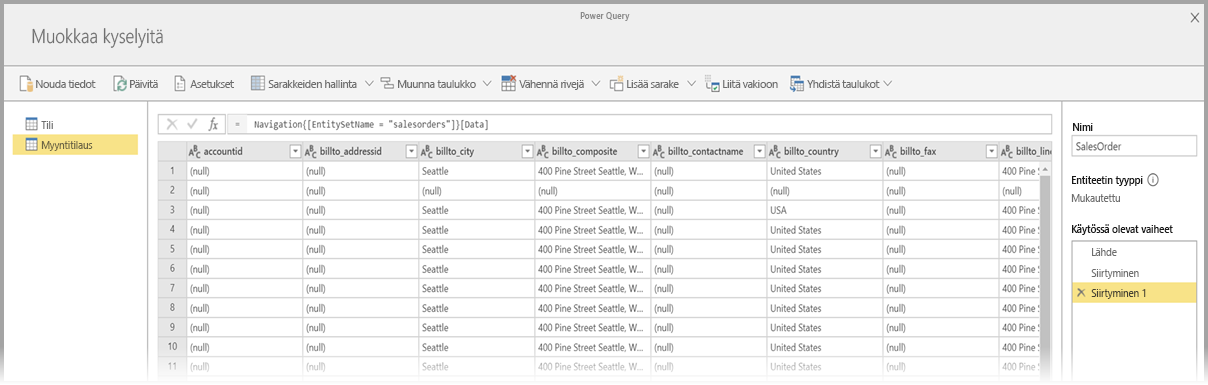 Power Query
Muokkaa kyselyitä
Nouda tiedot Päivitä Asetukset Sarakkeiden hallinta Muunna taulukko Vähennä rivejä Lisää sarake Liitä vakioon Yhdistä taulukot
Tili
Myyntitilaus
fx = Navigation{[EntitySetName = "salesorders"]}[Data]
ABC accountid ABC billto_addressid ABC billto_city ABC billto_composite ABC billto_contactname ABC billto_country ABC billto_fax ABC billto_line
1 (null) (null) Seattle 400 Pine Street Seattle, W... (null) United States (null) 400 Pine S
2 (null) (null) (null) (null) (null) (null) (null) (null)
3 (null) (null) Seattle 400 Pine Street Seattle, W... (null) USA (null) 400 Pine S
4 (null) (null) Seattle 400 Pine Street Seattle, W... (null) United States (null) 400 Pine S
5 (null) (null) Seattle 400 Pine Street Seattle, W... (null) United States (null) 400 Pine S
6 (null) (null) Seattle 400 Pine Street Seattle, W... (null) United States (null) 400 Pine S
7 (null) (null) Seattle 400 Pine Street Seattle, W... (null) United States (null) 400 Pine S
8 (null) (null) Seattle 400 Pine Street Seattle, W... (null) United States (null) 400 Pine S
9 (null) (null) Seattle 400 Pine Street Seattle, W... (null) United States (null) 400 Pine S
10 (null) (null) Seattle 400 Pine Street Seattle, W... (null) United States (null) 400 Pine S
11 (null) (null) Seattle 400 Pine Street Seattle, W... (null) United States (null) 400 Pine S
Nimi
SalesOrder
Entiteetin tyyppi
Mukautettu
Käytössä olevat vaiheet
Lähde
Siirtyminen
Siirtyminen 1